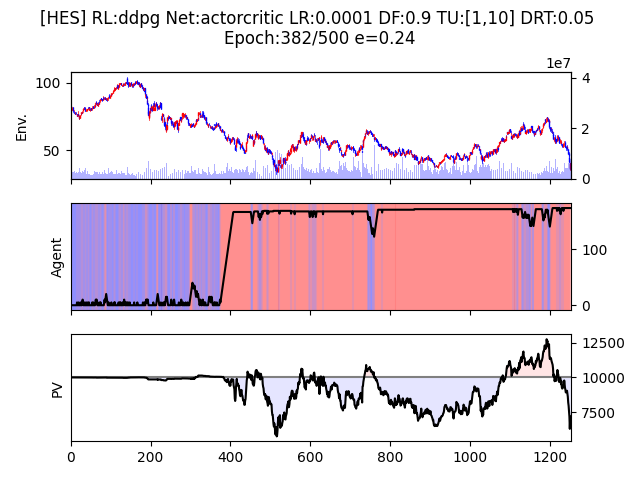 [HES] RL:ddpg Net:actorcritic LR:0.0001 DF:0.9 TU:[1,10] DRT:0.05
Epoch:382/500 e=0.24
1e7
100
50
Env.
4
2
0
Agent
100
0
PV
12500
10000
7500
0 200 400 600 800 1000 1200